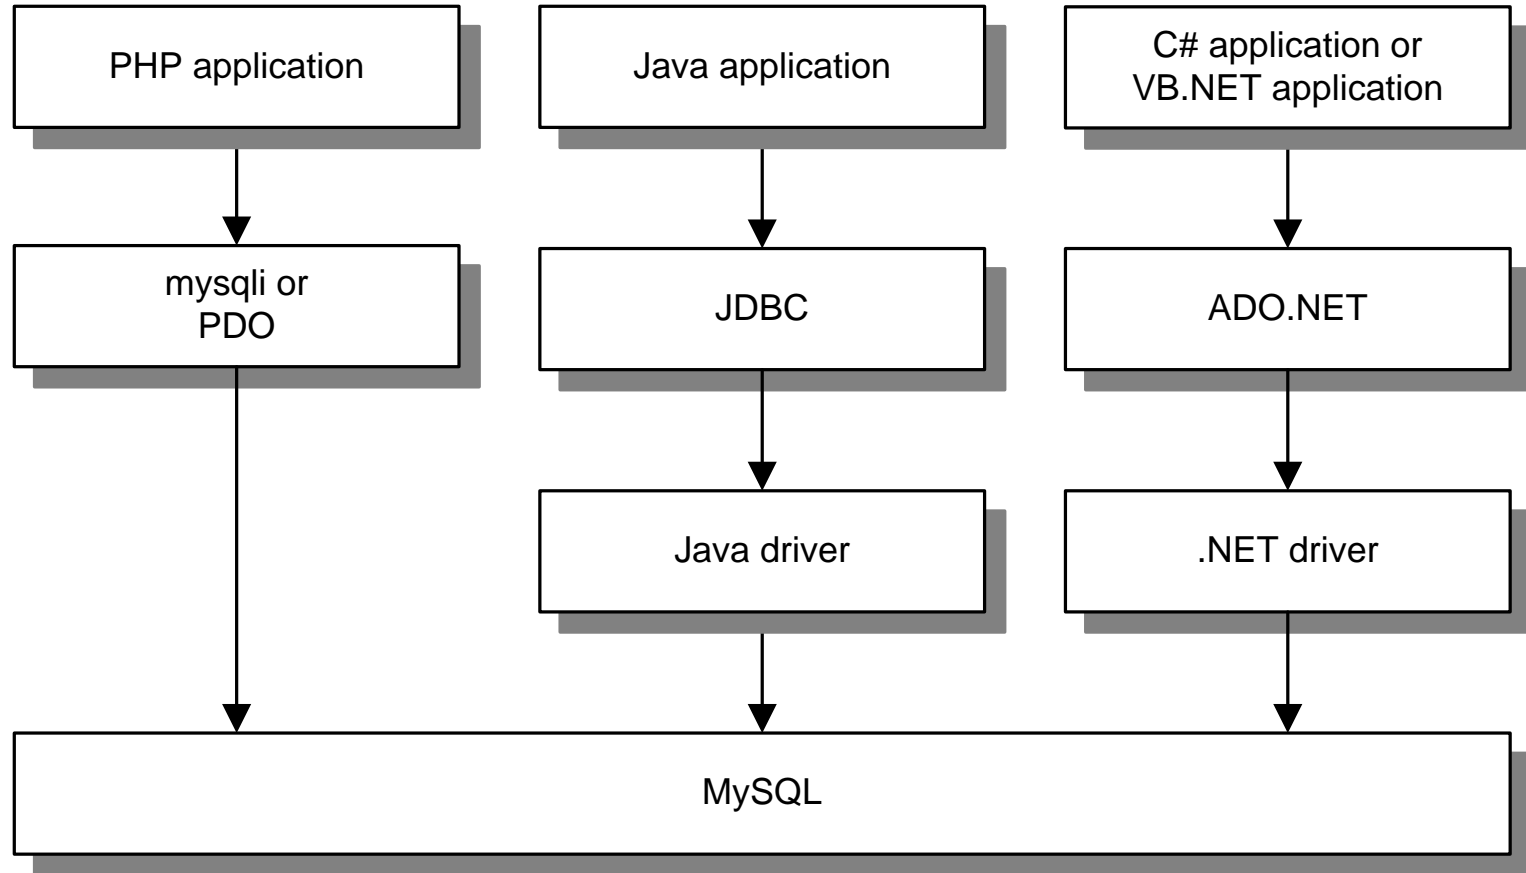 PHP application
Java application
C# application or
VB.NET application
mysqli or
PDO
JDBC
ADO.NET
Java driver
.NET driver
MySQL